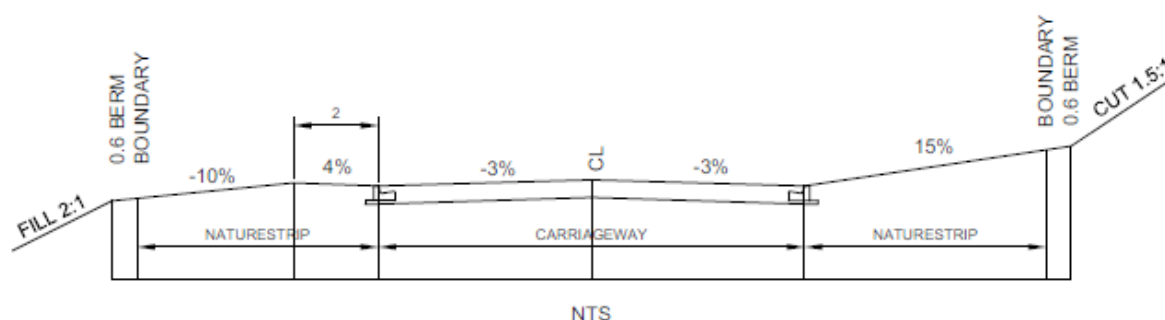 0.6 BERM
BOUNDARY
BOUNDARY
0.6 BERM
CUT 1.5:1
2
CL
15%
-10%
4%
-3%
-3%
FILL 2:1
NATURESTRIP
CARRIAGEWAY
NATURESTRIP
NTS